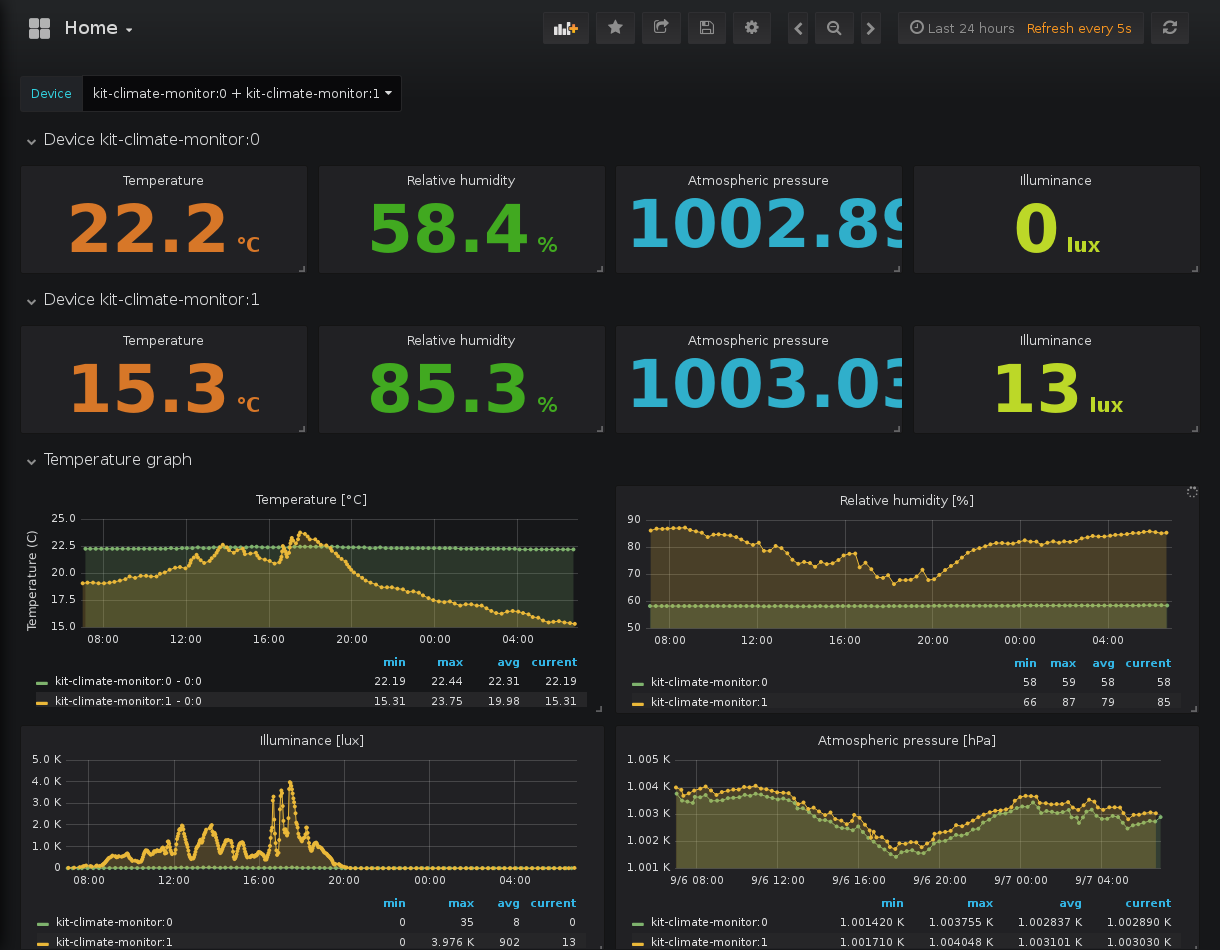 Home
Last 24 hours Refresh every 5s
Device kit-climate-monitor:0 + kit-climate-monitor:1
Device kit-climate-monitor:0
Temperature Relative humidity Atmospheric pressure Illuminance
22.2 °C 58.4 % 1002.89 0 lux
Device kit-climate-monitor:1
Temperature Relative humidity Atmospheric pressure Illuminance
15.3 °C 85.3 % 1003.03 13 lux
Temperature graph
Temperature [°C]
Temperature (C)
25.0
22.5
20.0
17.5
15.0
08:00 12:00 16:00 20:00 00:00 04:00
min max avg current
kit-climate-monitor:0 - 0:0 22.19 22.44 22.31 22.19
kit-climate-monitor:1 - 0:0 15.31 23.75 19.98 15.31
Relative humidity [%]
90
80
70
60
50
08:00 12:00 16:00 20:00 00:00 04:00
min max avg current
kit-climate-monitor:0 58 59 58 58
kit-climate-monitor:1 66 87 79 85
Illuminance [lux]
5.0 K
4.0 K
3.0 K
2.0 K
1.0 K
0
08:00 12:00 16:00 20:00 00:00 04:00
min max avg current
kit-climate-monitor:0 0 35 8 0
kit-climate-monitor:1 0 3.976 K 902 13
Atmospheric pressure [hPa]
1.005 K
1.004 K
1.003 K
1.002 K
1.001 K
9/6 08:00 9/6 12:00 9/6 16:00 9/6 20:00 9/7 00:00 9/7 04:00
min max avg current
kit-climate-monitor:0 1.001420 K 1.003755 K 1.002837 K 1.002890 K
kit-climate-monitor:1 1.001710 K 1.004048 K 1.003101 K 1.003030 K